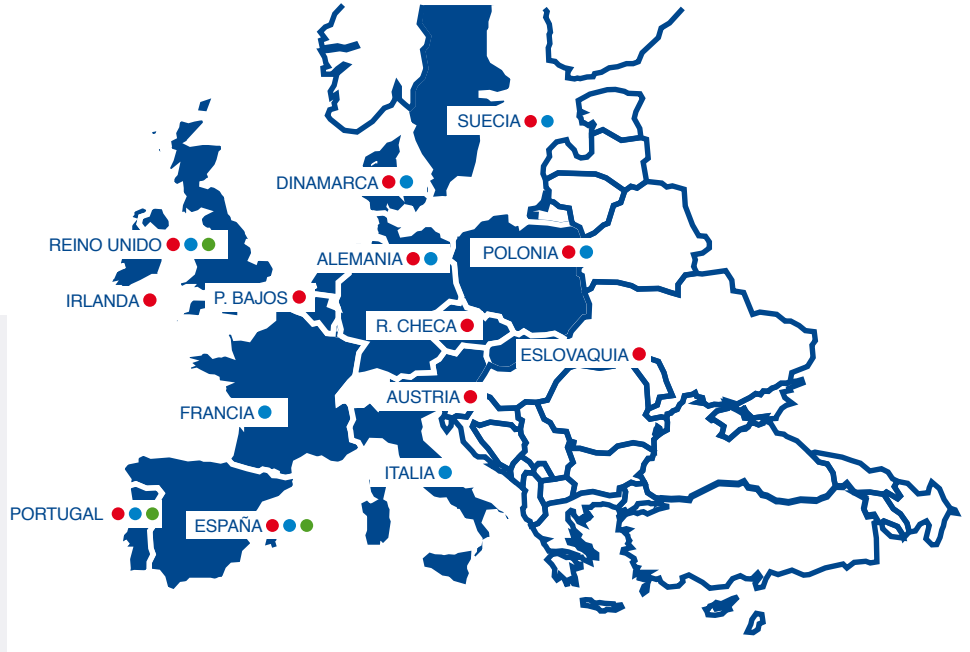 SUECIA
DINAMARCA
REINO UNIDO
ALEMANIA
POLONIA
IRLANDA
P. BAJOS
R. CHECA
ESLOVAQUIA
AUSTRIA
FRANCIA
ITALIA
PORTUGAL
ESPAÑA